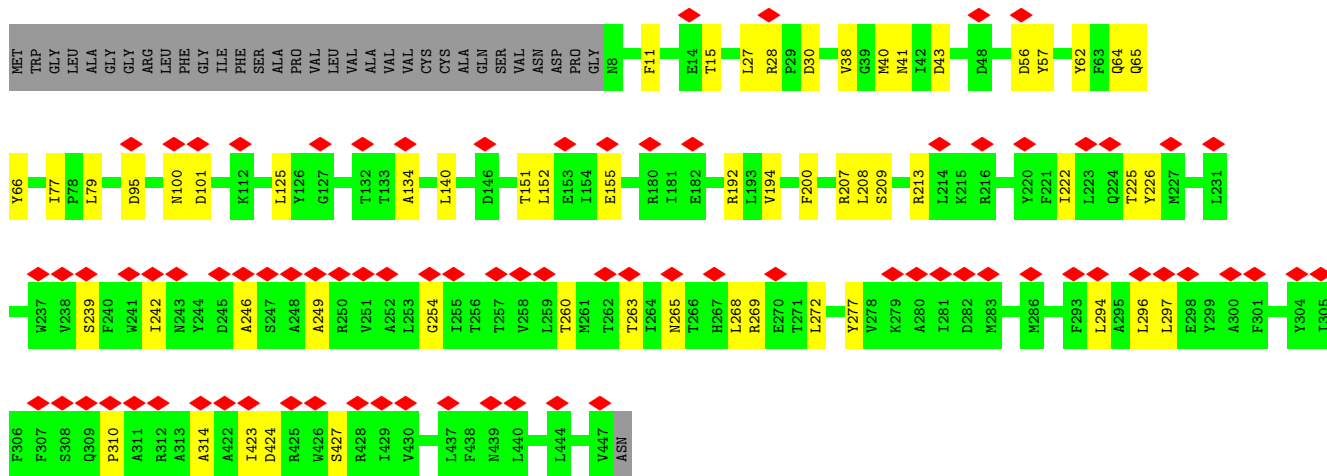 MET TRP GLY LEU ALA GLY GLY ARG LEU PHE GLY ILE PHE SER ALA PRO VAL LEU VAL ALA VAL VAL CYS CYS ALA GLN SER VAL ASN ASP PRO GLY N8 F11 E14 T15 L27 R28 P29 D30 V38 G39 M40 N41 I42 D43 D48 D56 Y57 Y62 F63 Q64 Q65
Y66 I77 P78 L79 D95 N100 D101 K112 L125 Y126 G127 T132 T133 A134 L140 D146 T151 L152 E153 I154 E155 R180 I181 E182 R192 L193 V194 F200 R207 L208 S209 R213 L214 K215 R216 Y220 F221 I222 L223 Q224 T225 Y226 M227 L231
W237 V238 S239 F240 W241 I242 N243 Y244 D245 A246 S247 A248 A249 R250 V251 A252 L253 G254 I255 T256 T257 V258 L259 T260 M261 T262 T263 I264 N265 T266 H267 L268 R269 E270 T271 L272 Y277 V278 K279 A280 I281 D282 M283 M286 F293 L294 A295 L296 L297 E298 Y299 A300 F301 Y304 I305
F306 F307 S308 Q309 P310 A311 R312 A313 A314 A422 I423 D424 R425 W426 S427 R428 I429 V430 L437 F438 N439 L440 L444 V447 ASN